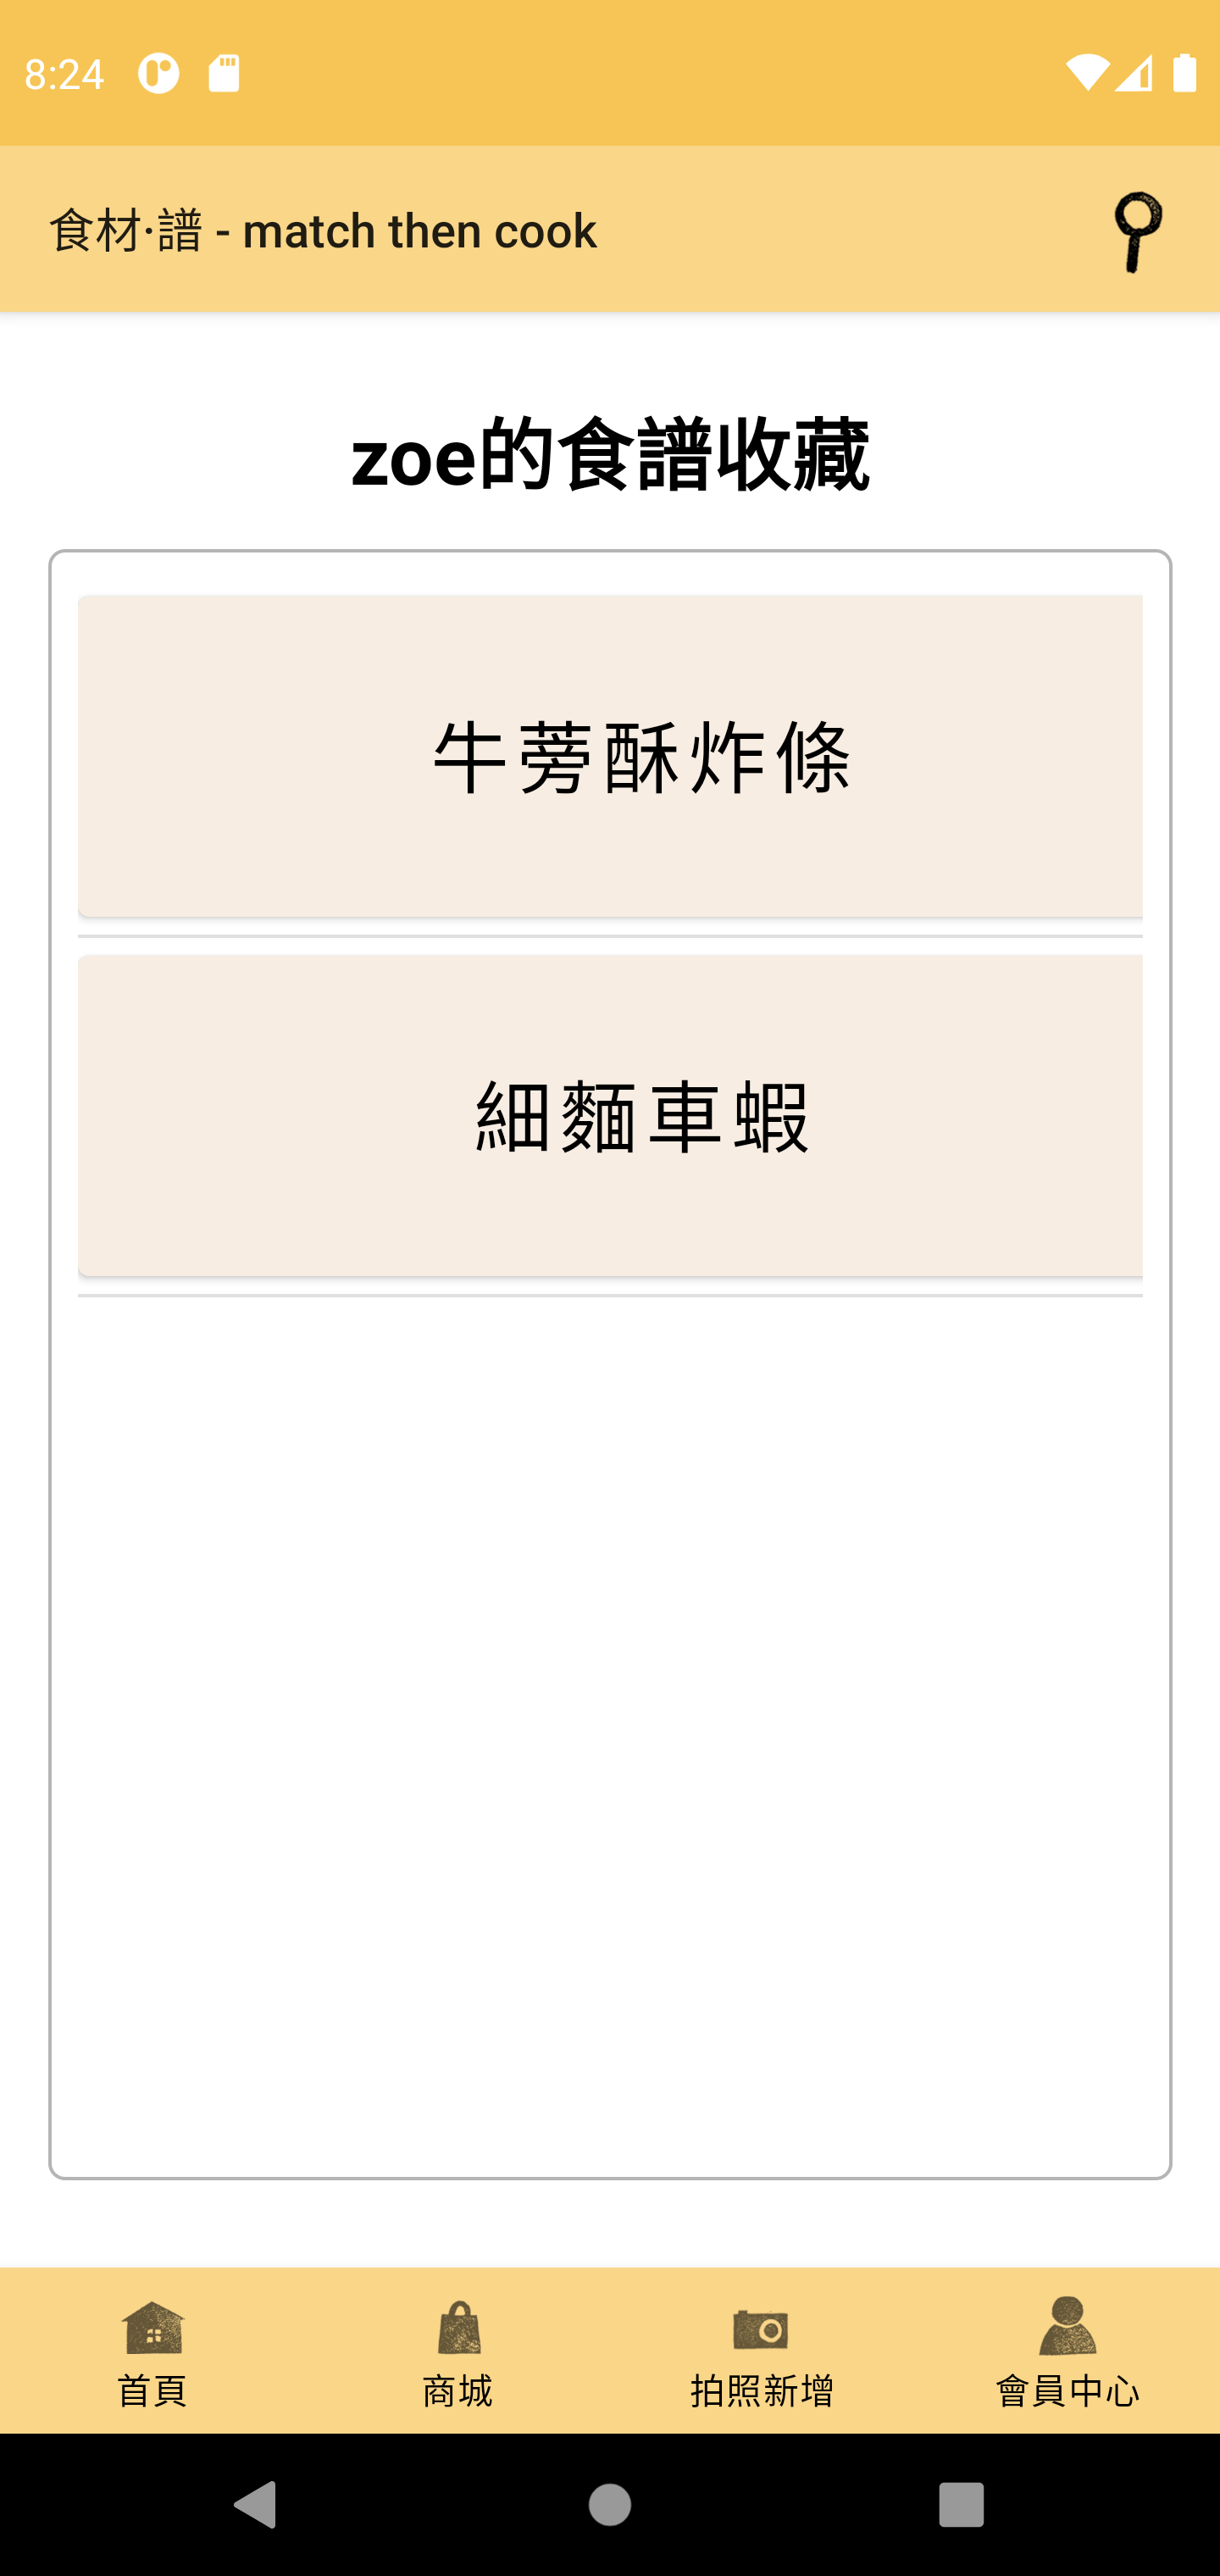 8:24
食材·譜 - match then cook
zoe的食譜收藏
牛蒡酥炸條
細麵車蝦
首頁
商城
拍照新增
會員中心